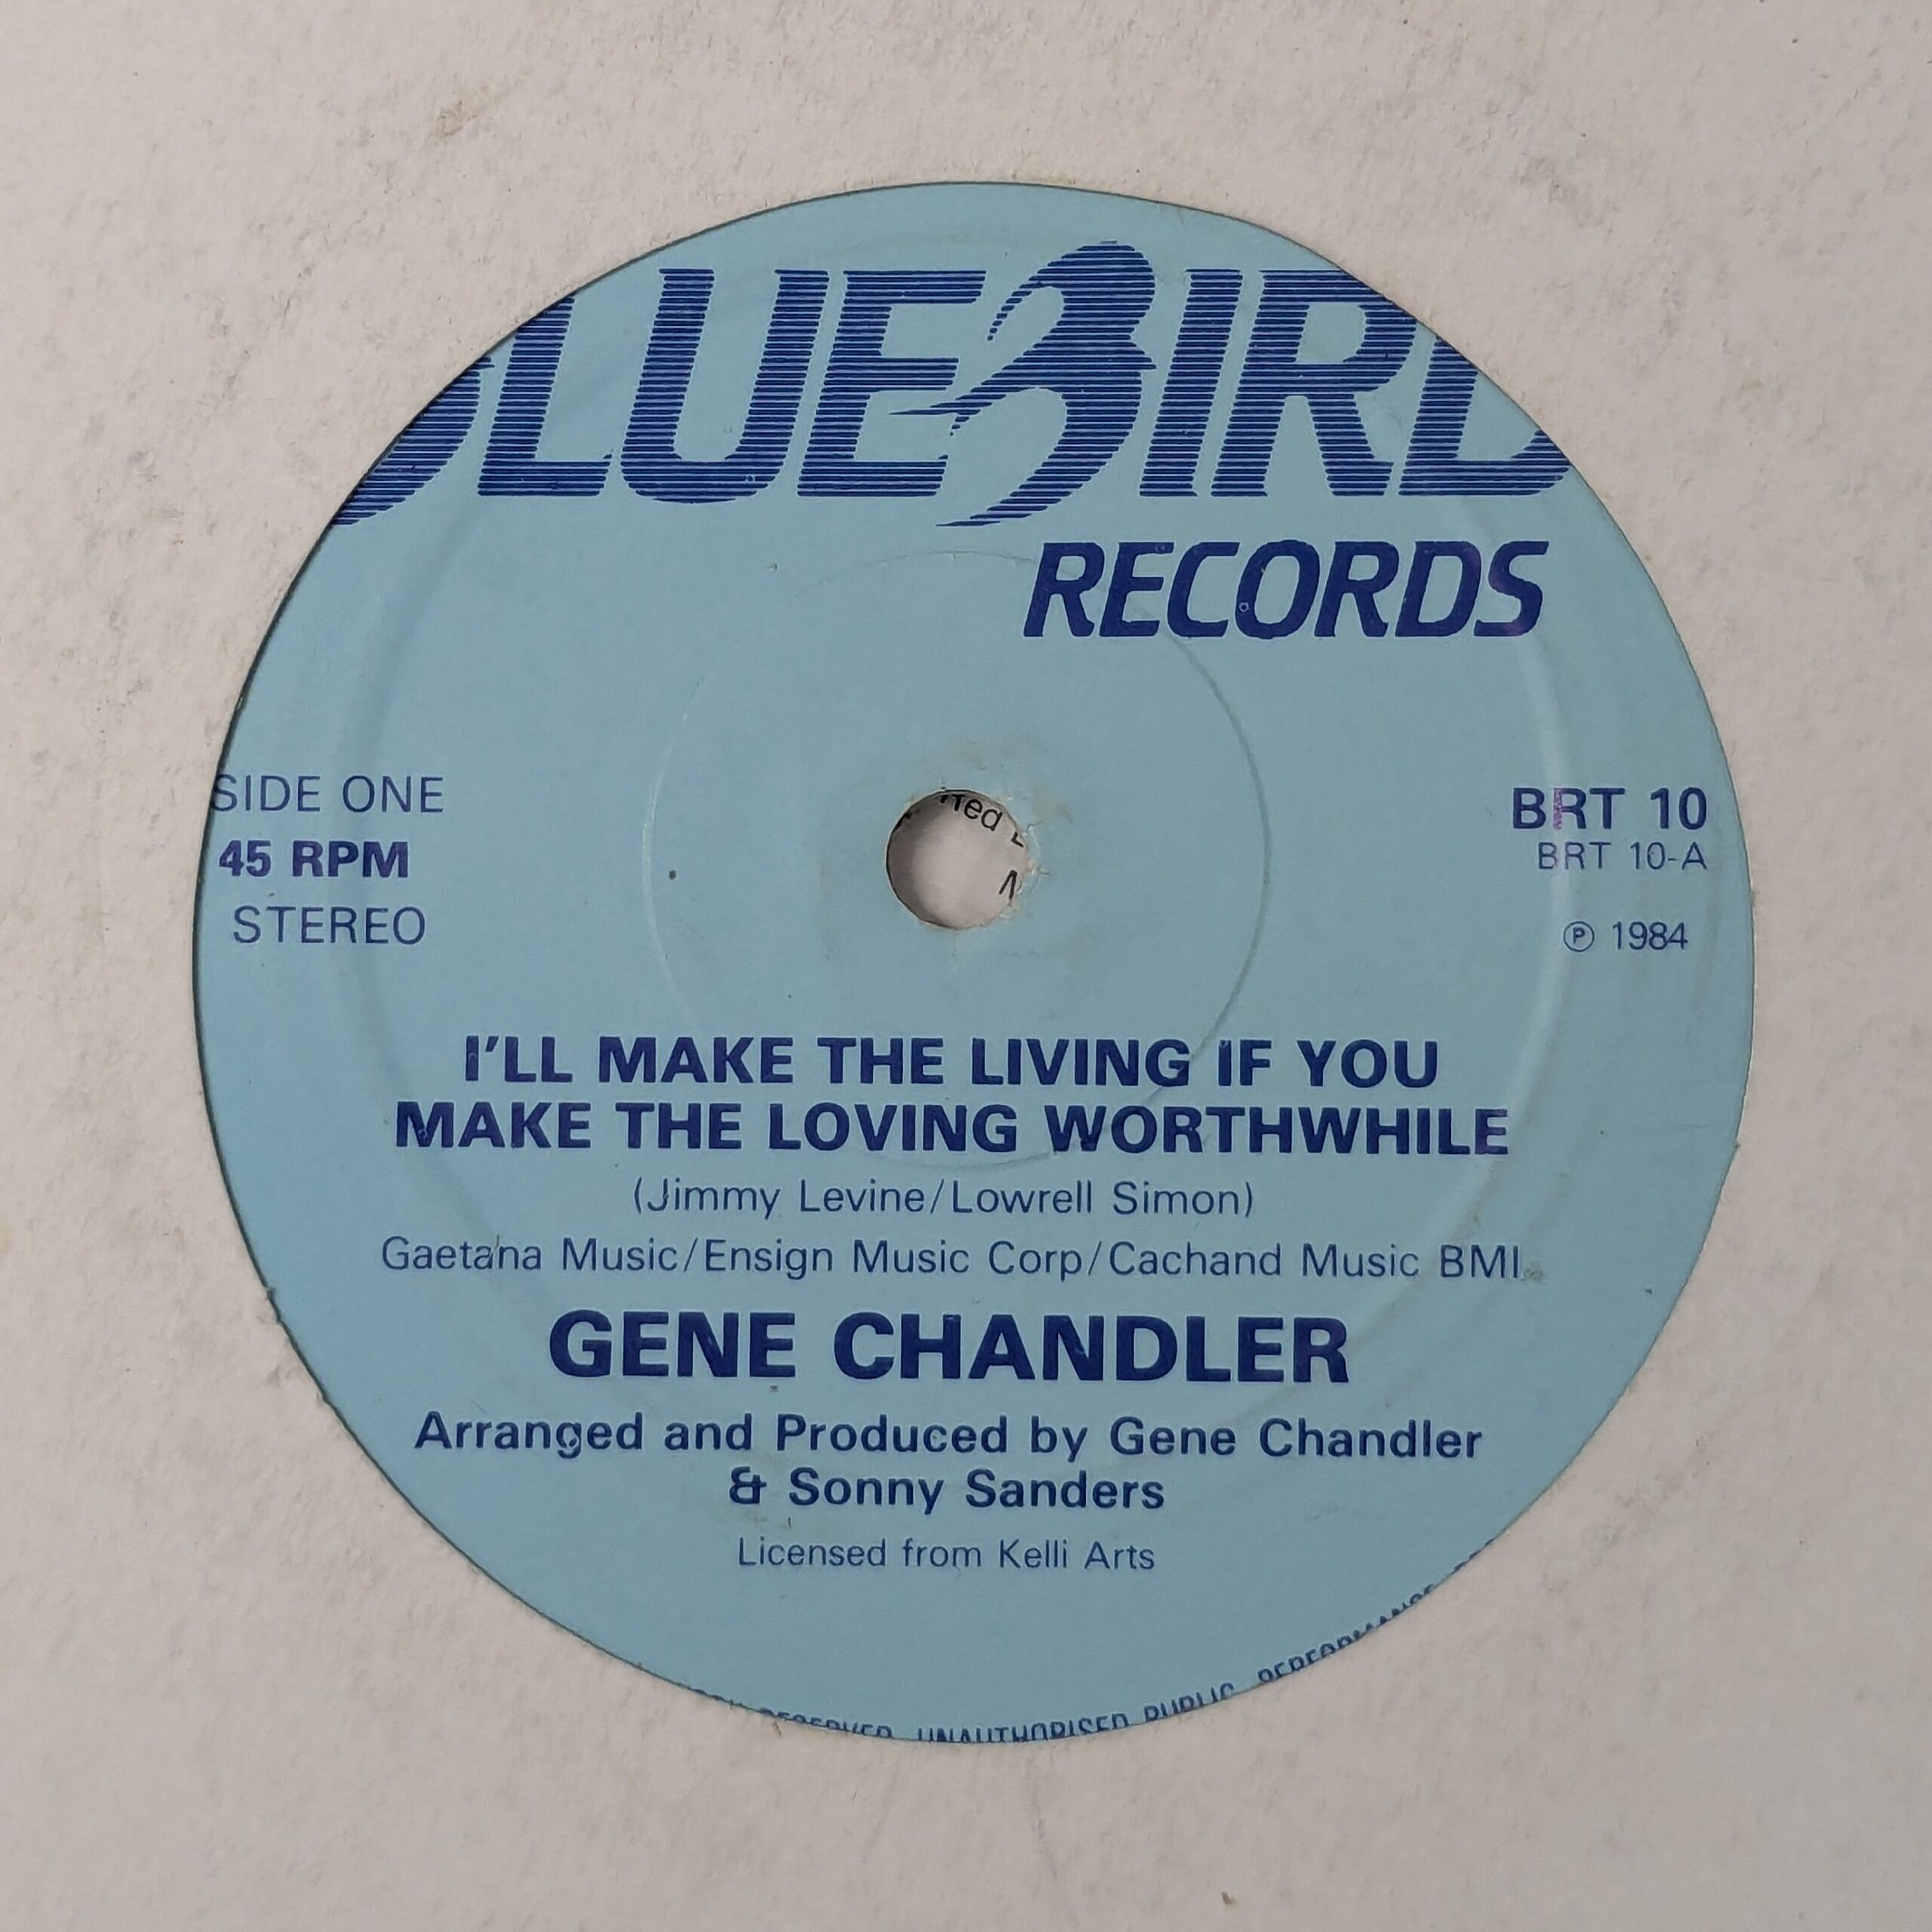 BLUEBIRD
RECORDS
SIDE ONE
45 RPM
STEREO
BRT 10
BRT 10-A
℗ 1984
I'LL MAKE THE LIVING IF YOU
MAKE THE LOVING WORTHWHILE
(Jimmy Levine/Lowrell Simon)
Gaetana Music/Ensign Music Corp/Cachand Music BMI.
GENE CHANDLER
Arranged and Produced by Gene Chandler
& Sonny Sanders
Licensed from Kelli Arts
RESERVED UNAUTHORISED PUBLIC PERFORMANCE